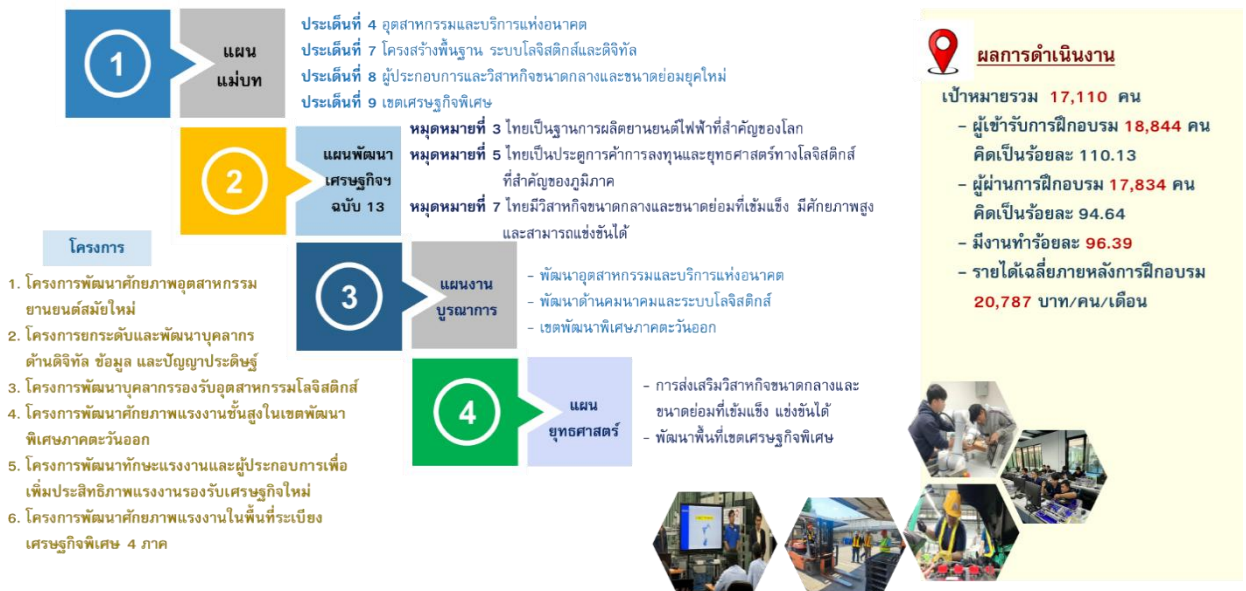 1
แผน
แม่บท
ประเด็นที่ 4 อุตสาหกรรมและบริการแห่งอนาคต
ประเด็นที่ 7 โครงสร้างพื้นฐาน ระบบโลจิสติกส์และดิจิทัล
ประเด็นที่ 8 ผู้ประกอบการและวิสาหกิจขนาดกลางและขนาดย่อมยุคใหม่
ประเด็นที่ 9 เขตเศรษฐกิจพิเศษ
2
แผนพัฒนา
เศรษฐกิจฯ
ฉบับ 13
หมุดหมายที่ 3 ไทยเป็นฐานการผลิตยานยนต์ไฟฟ้าที่สำคัญของโลก
หมุดหมายที่ 5 ไทยเป็นประตูการค้าการลงทุนและยุทธศาสตร์ทางโลจิสติกส์
ที่สำคัญของภูมิภาค
หมุดหมายที่ 7 ไทยมีวิสาหกิจขนาดกลางและขนาดย่อมที่เข้มแข็ง มีศักยภาพสูง
และสามารถแข่งขันได้
3
แผนงาน
บูรณาการ
- พัฒนาอุตสาหกรรมและบริการแห่งอนาคต
- พัฒนาด้านคมนาคมและระบบโลจิสติกส์
- เขตพัฒนาพิเศษภาคตะวันออก
4
แผน
ยุทธศาสตร์
- การส่งเสริมวิสาหกิจขนาดกลางและ
ขนาดย่อมที่เข้มแข็ง แข่งขันได้
- พัฒนาพื้นที่เขตเศรษฐกิจพิเศษ
โครงการ
1. โครงการพัฒนาศักยภาพอุตสาหกรรม
ยานยนต์สมัยใหม่
2. โครงการยกระดับและพัฒนาบุคลากร
ด้านดิจิทัล ข้อมูล และปัญญาประดิษฐ์
3. โครงการพัฒนาบุคลากรรองรับอุตสาหกรรมโลจิสติกส์
4. โครงการพัฒนาศักยภาพแรงงานชั้นสูงในเขตพัฒนา
พิเศษภาคตะวันออก
5. โครงการพัฒนาทักษะแรงงานและผู้ประกอบการเพื่อ
เพิ่มประสิทธิภาพแรงงานรองรับเศรษฐกิจใหม่
6. โครงการพัฒนาศักยภาพแรงงานในพื้นที่ระเบียง
เศรษฐกิจพิเศษ 4 ภาค
ผลการดำเนินงาน
เป้าหมายรวม 17,110 คน
- ผู้เข้ารับการฝึกอบรม 18,844 คน
คิดเป็นร้อยละ 110.13
- ผู้ผ่านการฝึกอบรม 17,834 คน
คิดเป็นร้อยละ 94.64
- มีงานทำร้อยละ 96.39
- รายได้เฉลี่ยภายหลังการฝึกอบรม
20,787 บาท/คน/เดือน